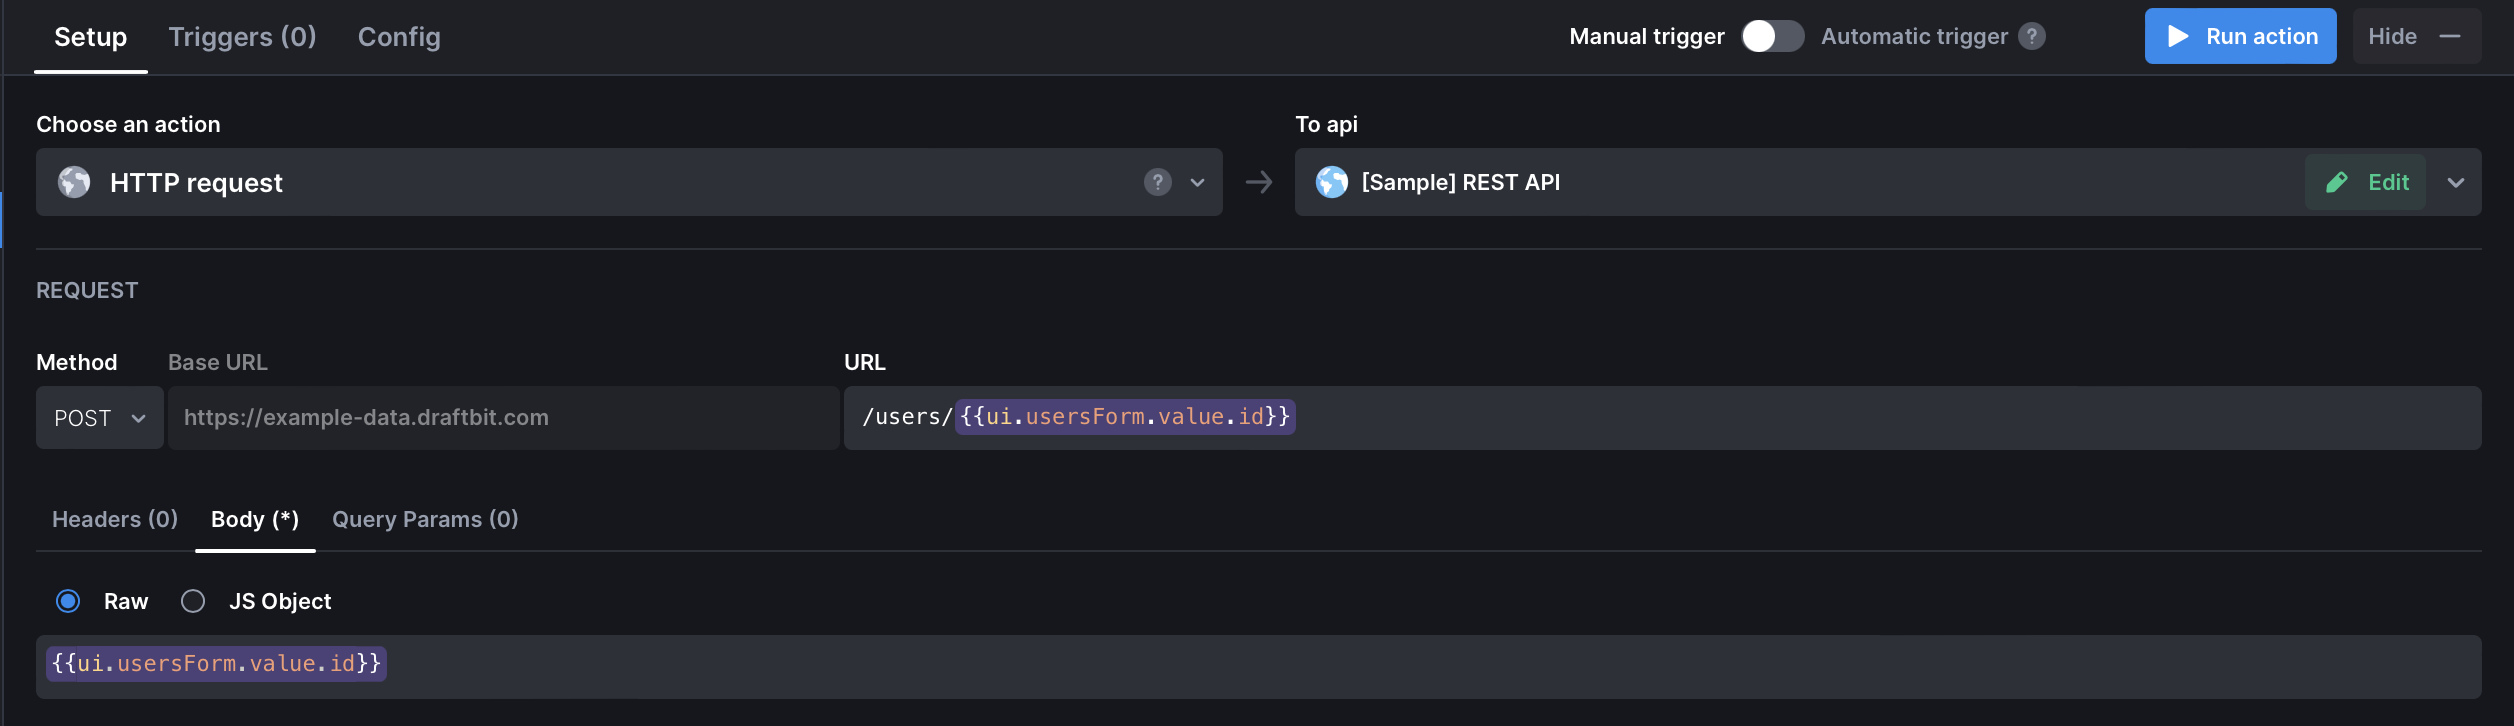 Setup Triggers (0) Config Manual trigger Automatic trigger ? Run action Hide
Choose an action To api
HTTP request ? [Sample] REST API Edit
REQUEST
Method Base URL URL
POST https://example-data.draftbit.com /users/{{ui.usersForm.value.id}}
Headers (0) Body (*) Query Params (0)
Raw JS Object
{{ui.usersForm.value.id}}